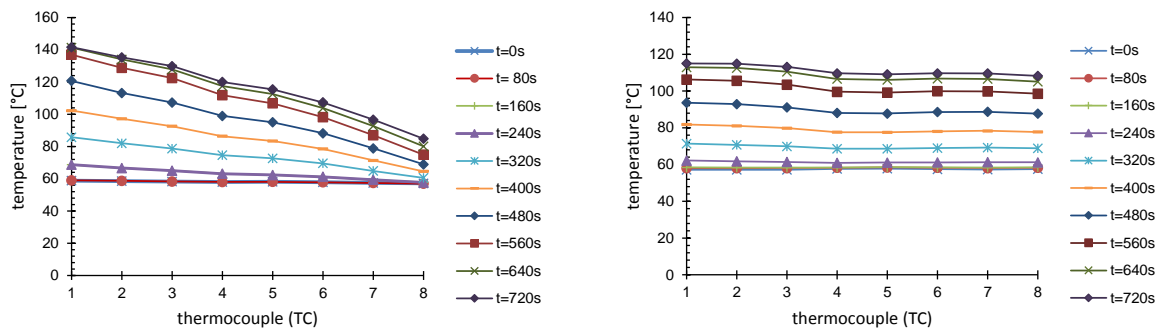 temperature [°C]
160
140
120
100
80
60
40
20
0
1 2 3 4 5 6 7 8
thermocouple (TC)
t=0s
t= 80s
t=160s
t=240s
t=320s
t=400s
t=480s
t=560s
t=640s
t=720s
temperature [°C]
140
120
100
80
60
40
20
0
1 2 3 4 5 6 7 8
thermocouple (TC)
t=0s
t=80s
t=160s
t=240s
t=320s
t=400s
t=480s
t=560s
t=640s
t=720s